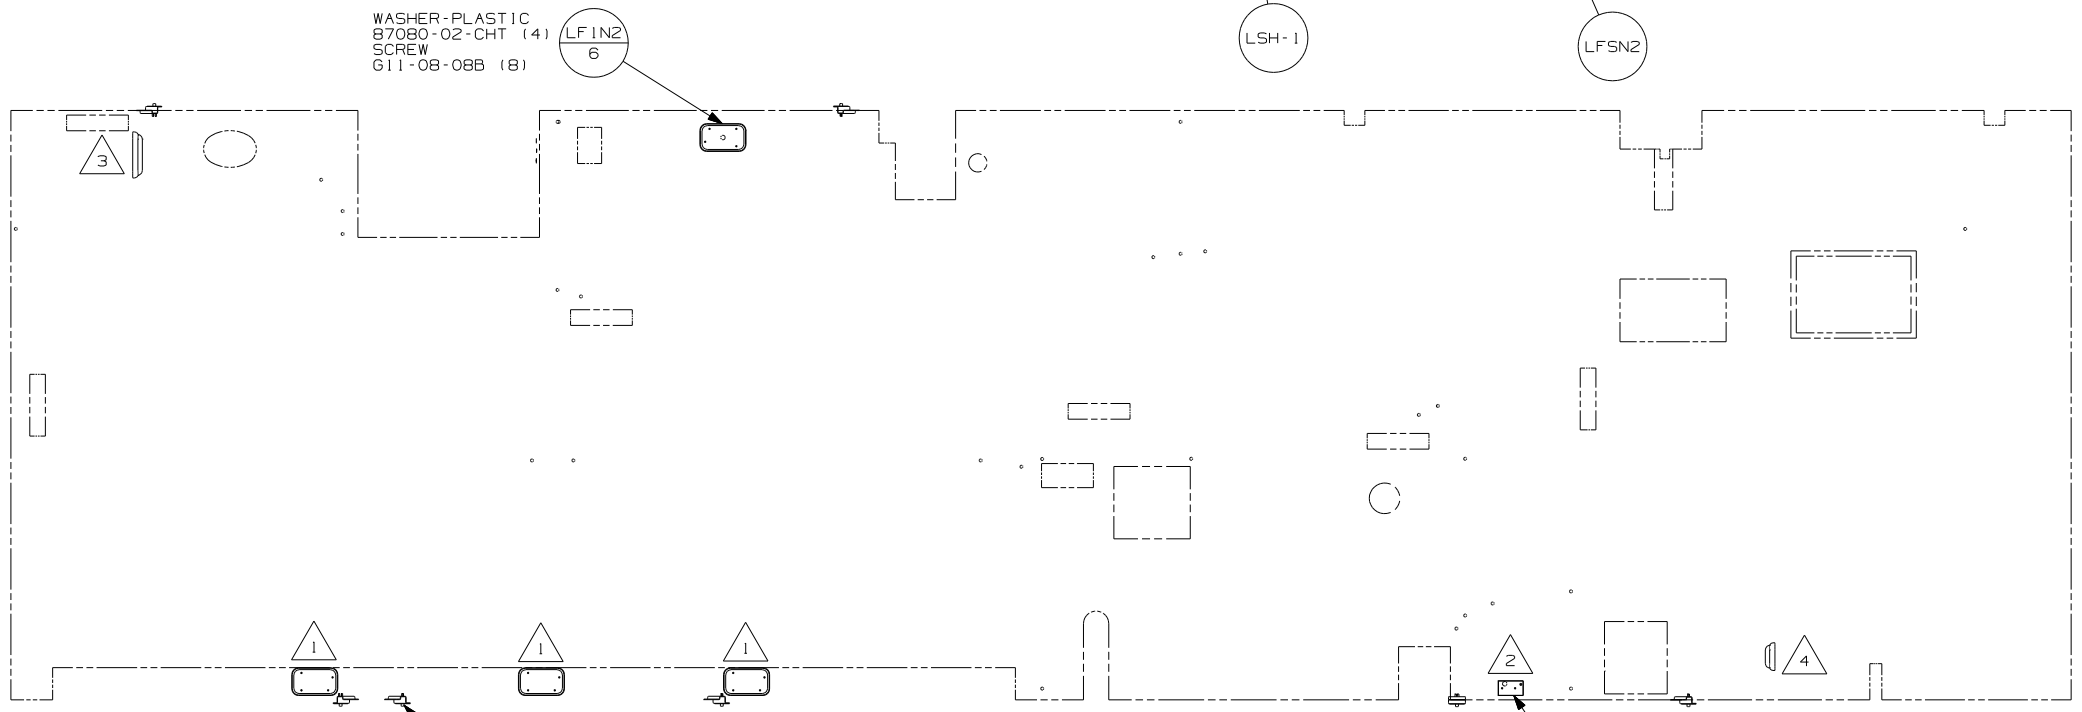 WASHER-PLASTIC
87080-02-CHT (4)
SCREW
G11-08-08B (8)
LF1N2
6
LSH-1
LFSN2
3
1
1
1
2
4